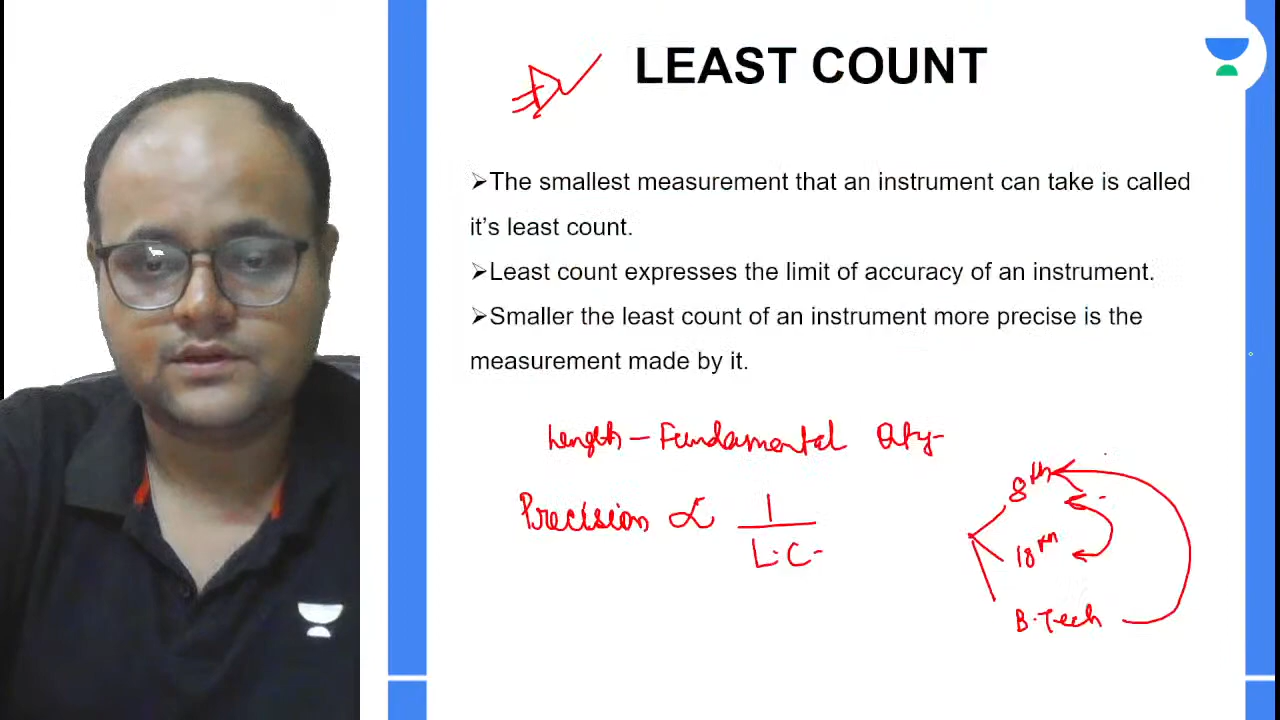 LEAST COUNT
➢The smallest measurement that an instrument can take is called
it’s least count.
➢Least count expresses the limit of accuracy of an instrument.
➢Smaller the least count of an instrument more precise is the
measurement made by it.
Length – Fundamental Qty-
Precision ∝ 1/L.C-
8th
18th
B.Tech